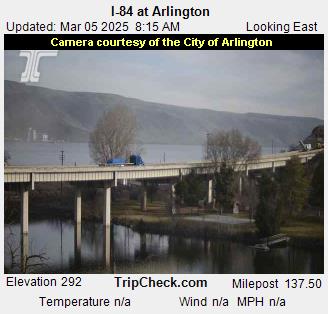 I-84 at Arlington
Updated: Mar 05 2025 8:15 AM Looking East
Camera courtesy of the City of Arlington
Elevation 292 TripCheck.com Milepost 137.50
Temperature n/a Wind n/a MPH n/a